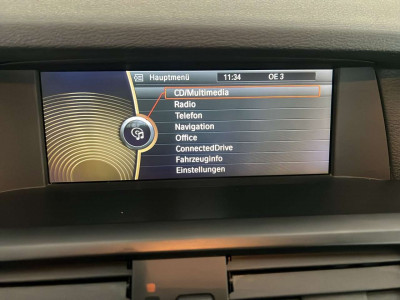 Hauptmenü 11:34 OE 3
CD/Multimedia
Radio
Telefon
Navigation
Office
ConnectedDrive
Fahrzeuginfo
Einstellungen